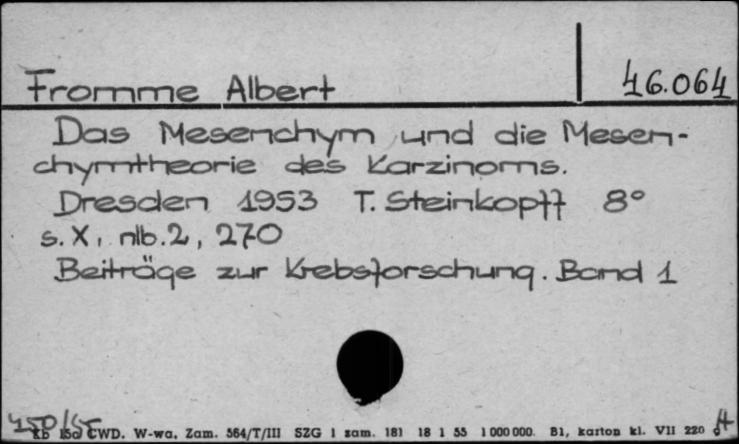 Fromme Albert 46.064
Das Mesenchym und die Mesen-
chymtheorie des Karzinoms.
Dresden 1953 T. Steinkopff 8°
s. X, nlb. 2, 270
Beiträge zur Krebsforschung. Band 1
CWD. W-wa, Zam. 564/T/III SZG 1 zam. 181 18 1 55 1 000 000. B1, karton kl. VII 220 g